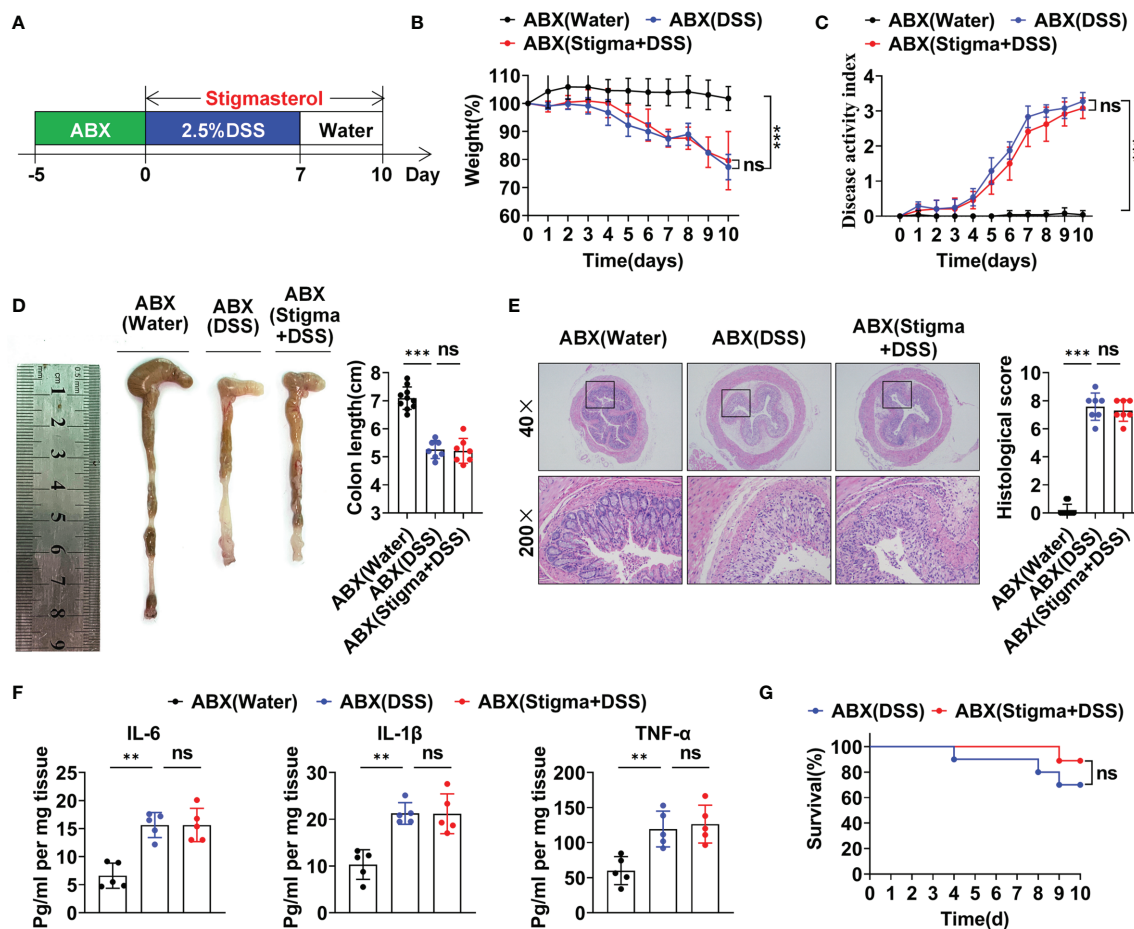 A
Stigmasterol
ABX
2.5%DSS
Water
-5
0
7
10
Day
B
ABX(Water)
ABX(DSS)
ABX(Stigma+DSS)
Weight(%)
110
100
90
80
70
60
0 1 2 3 4 5 6 7 8 9 10
Time(days)
ns
***
C
ABX(Water)
ABX(DSS)
ABX(Stigma+DSS)
Disease activity index
4
3
2
1
0
0 1 2 3 4 5 6 7 8 9 10
Time(days)
ns
D
ABX
(Water)
ABX
(DSS)
ABX
(Stigma
+DSS)
0.5 mm
cm
1
2
3
4
5
6
7
8
9
Colon length(cm)
8
7
6
5
4
3
*** ns
ABX(Water)
ABX(DSS)
ABX(Stigma+DSS)
E
ABX(Water)
ABX(DSS)
ABX(Stigma
+DSS)
40×
200×
Histological score
10
8
6
4
2
0
*** ns
ABX(Water)
ABX(DSS)
ABX(Stigma+DSS)
F
ABX(Water) ABX(DSS) ABX(Stigma+DSS)
IL-6
Pg/ml per mg tissue
25
20
15
10
5
0
** ns
IL-1β
Pg/ml per mg tissue
30
20
10
0
** ns
TNF-α
Pg/ml per mg tissue
200
150
100
50
0
** ns
G
ABX(DSS) ABX(Stigma+DSS)
Survival(%)
100
80
60
40
20
0
0 1 2 3 4 5 6 7 8 9 10
Time(d)
ns